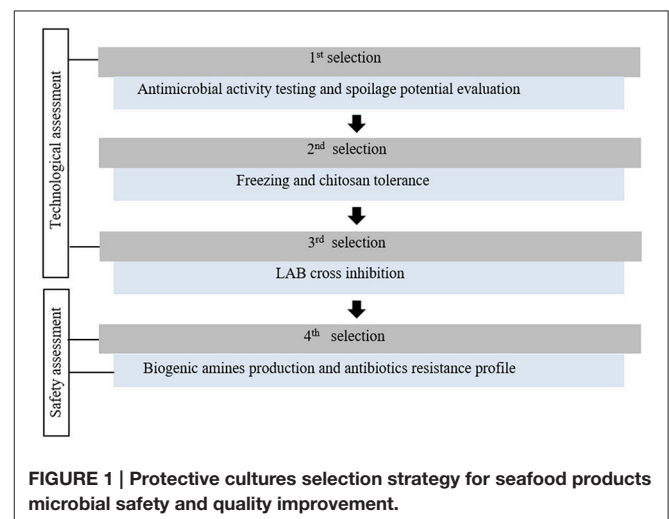 Technological assessment
1st selection
Antimicrobial activity testing and spoilage potential evaluation
2nd selection
Freezing and chitosan tolerance
3rd selection
LAB cross inhibition
Safety assessment
4th selection
Biogenic amines production and antibiotics resistance profile
FIGURE 1 | Protective cultures selection strategy for seafood products
microbial safety and quality improvement.